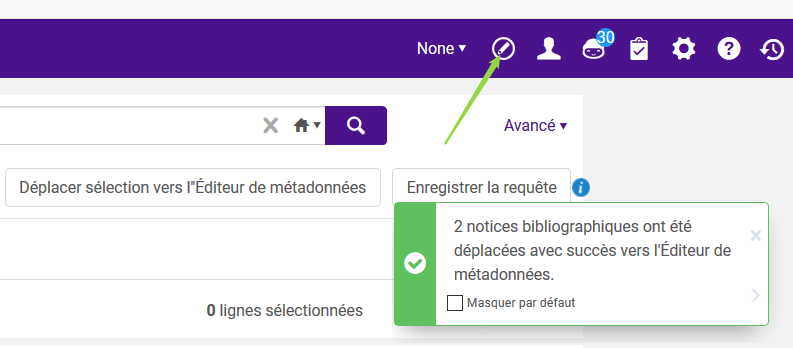 None
30
Avancé
Déplacer sélection vers l''Éditeur de métadonnées
Enregistrer la requête
2 notices bibliographiques ont été
déplacées avec succès vers l'Éditeur de
métadonnées.
Masquer par défaut
0 lignes sélectionnées